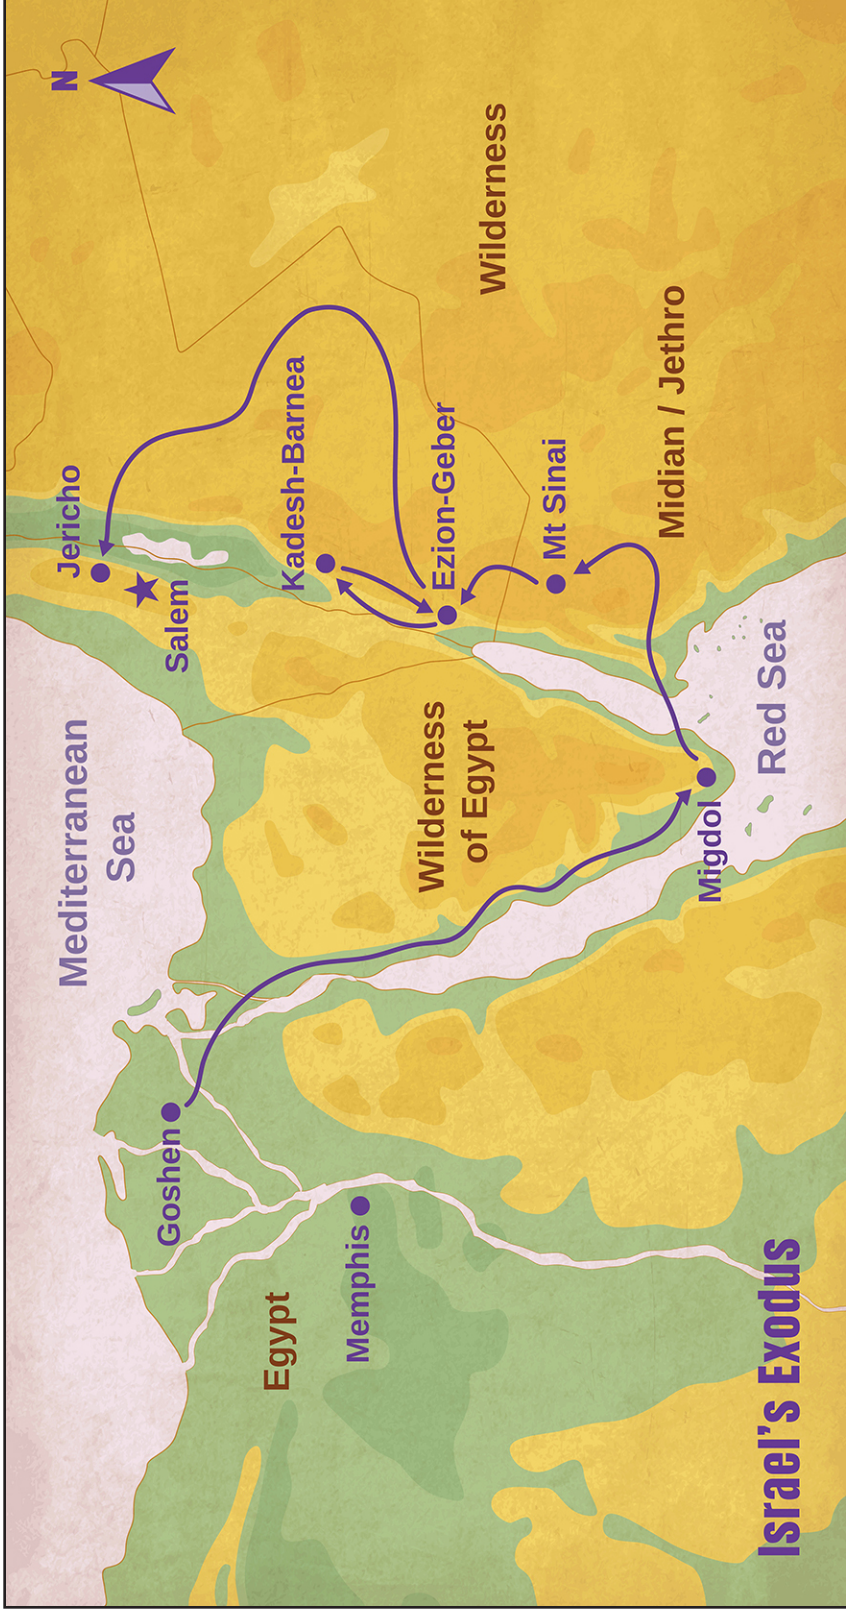 N
Mediterranean
Sea
Jericho
Salem
Kadesh-Barnea
Ezion-Geber
Mt Sinai
Wilderness
Midian / Jethro
Wilderness
of Egypt
Red Sea
Migdol
Goshen
Memphis
Egypt
Israel's Exodus